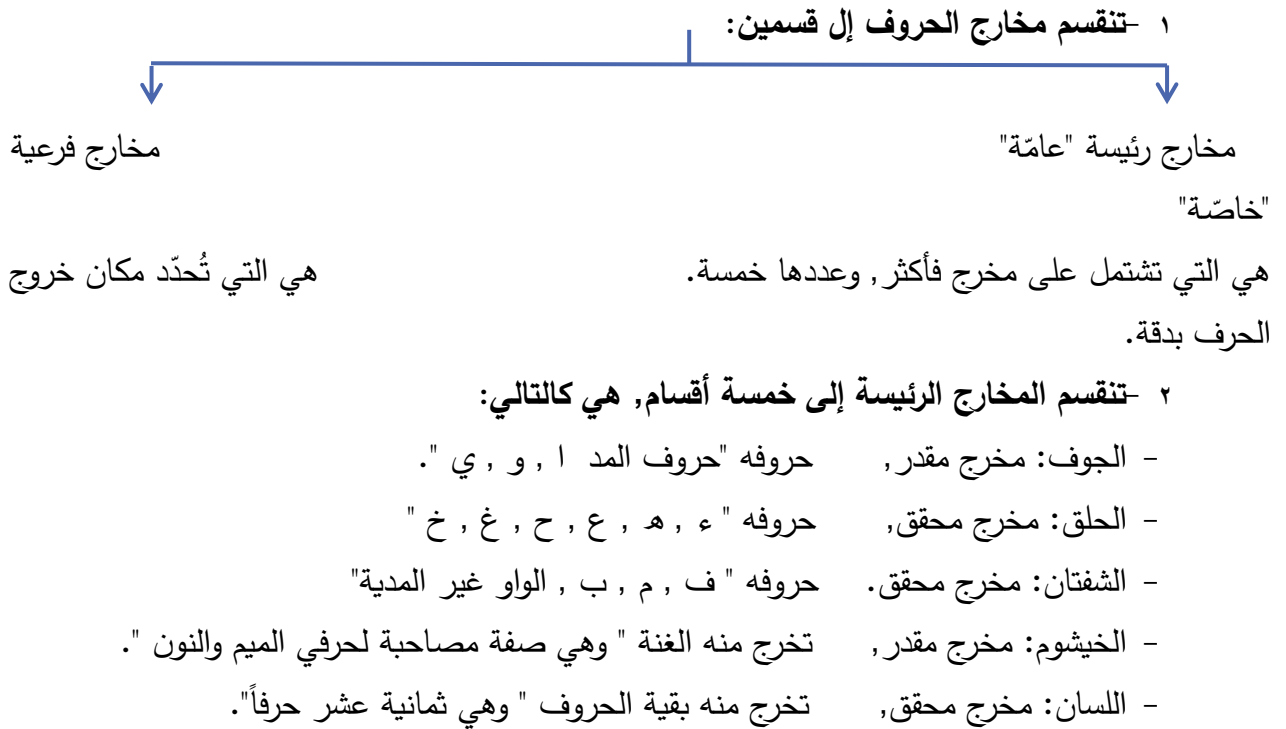 ١ -تنقسم مخارج الحروف إل قسمين:
مخارج رئيسة "عامّة" مخارج فرعية
"خاصّة"
هي التي تشتمل على مخرج فأكثر, وعددها خمسة. هي التي تُحدّد مكان خروج
الحرف بدقة.
٢ -تنقسم المخارج الرئيسة إلى خمسة أقسام, هي كالتالي:
- الجوف: مخرج مقدر, حروفه "حروف المد ا , و , ي ".
- الحلق: مخرج محقق, حروفه " ء , ه , ع , ح , غ , خ "
- الشفتان: مخرج محقق. حروفه " ف , م , ب , الواو غير المدية"
- الخيشوم: مخرج مقدر, تخرج منه الغنة " وهي صفة مصاحبة لحرفي الميم والنون ".
- اللسان: مخرج محقق, تخرج منه بقية الحروف " وهي ثمانية عشر حرفاً".